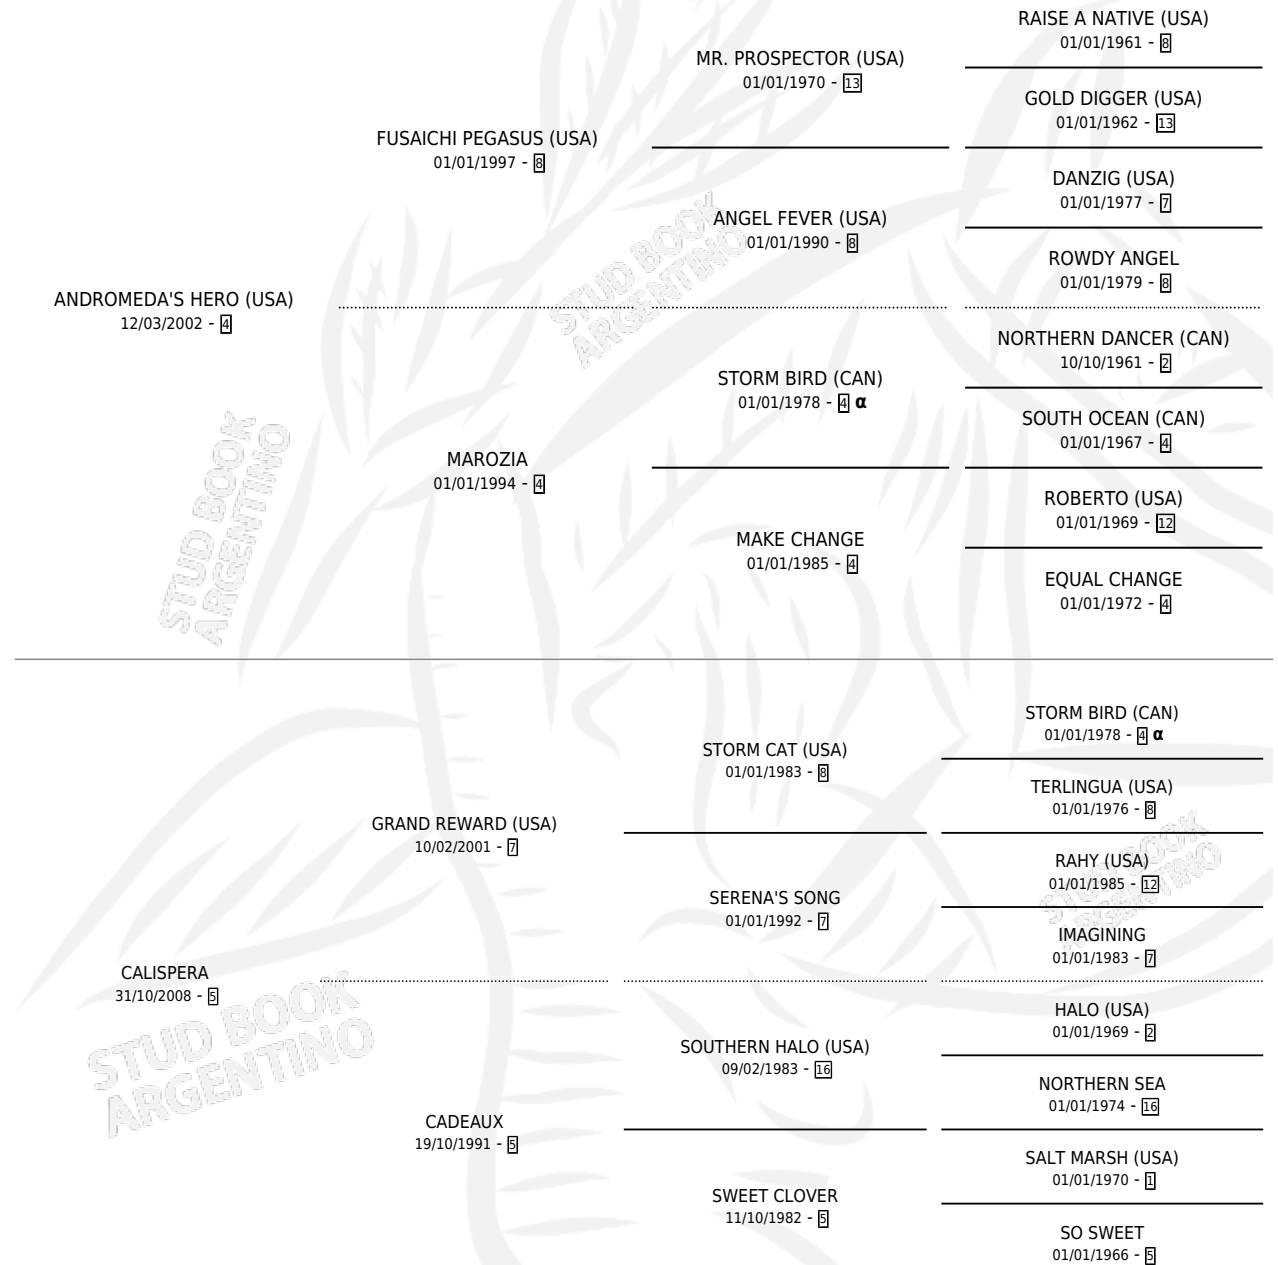 RAISE A NATIVE (USA)
01/01/1961 - 8
MR. PROSPECTOR (USA)
01/01/1970 - 13
GOLD DIGGER (USA)
01/01/1962 - 13
FUSAICHI PEGASUS (USA)
01/01/1997 - 8
DANZIG (USA)
01/01/1977 - 7
ANGEL FEVER (USA)
01/01/1990 - 8
ROWDY ANGEL
01/01/1979 - 8
ANDROMEDA'S HERO (USA)
12/03/2002 - 4
NORTHERN DANCER (CAN)
10/10/1961 - 2
STORM BIRD (CAN)
01/01/1978 - 4 α
SOUTH OCEAN (CAN)
01/01/1967 - 4
MAROZIA
01/01/1994 - 4
ROBERTO (USA)
01/01/1969 - 12
MAKE CHANGE
01/01/1985 - 4
EQUAL CHANGE
01/01/1972 - 4
STORM BIRD (CAN)
01/01/1978 - 4 α
STORM CAT (USA)
01/01/1983 - 8
TERLINGUA (USA)
01/01/1976 - 8
GRAND REWARD (USA)
10/02/2001 - 7
RAHY (USA)
01/01/1985 - 12
SERENA'S SONG
01/01/1992 - 7
IMAGINING
01/01/1983 - 7
CALISPERA
31/10/2008 - 5
HALO (USA)
01/01/1969 - 2
SOUTHERN HALO (USA)
09/02/1983 - 16
NORTHERN SEA
01/01/1974 - 16
CADEAUX
19/10/1991 - 5
SALT MARSH (USA)
01/01/1970 - 1
SWEET CLOVER
11/10/1982 - 5
SO SWEET
01/01/1966 - 5
STUD BOOK
ARGENTINO
STUD BOOK
ARGENTINO
STUD BOOK
ARGENTINO
STUD BOOK
ARGENTINO